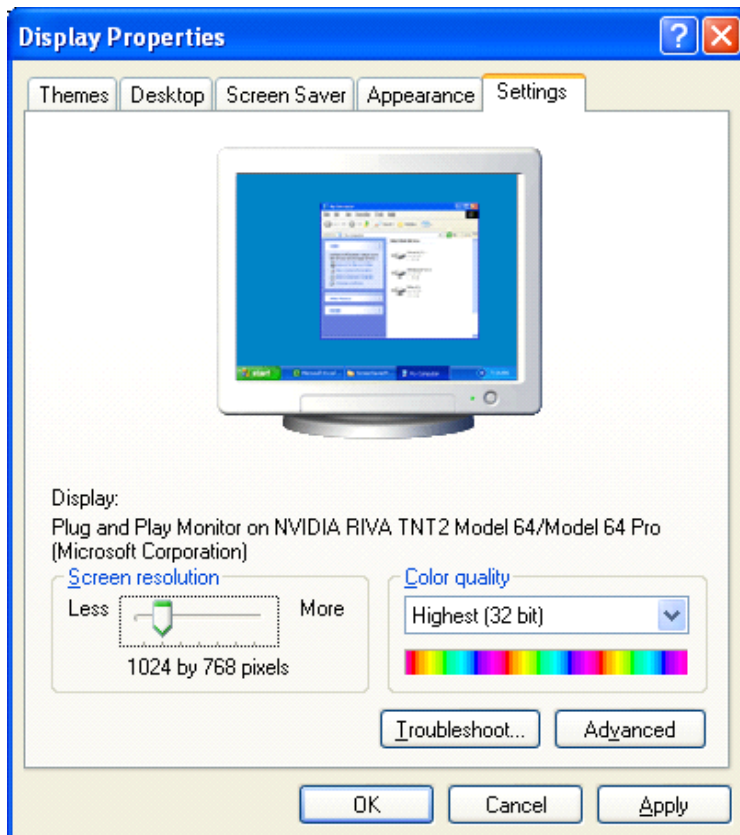 Display Properties
Themes Desktop Screen Saver Appearance Settings
start
Display:
Plug and Play Monitor on NVIDIA RIVA TNT2 Model 64/Model 64 Pro
(Microsoft Corporation)
Screen resolution
Less More
1024 by 768 pixels
Color quality
Highest (32 bit)
Troubleshoot... Advanced
OK Cancel Apply